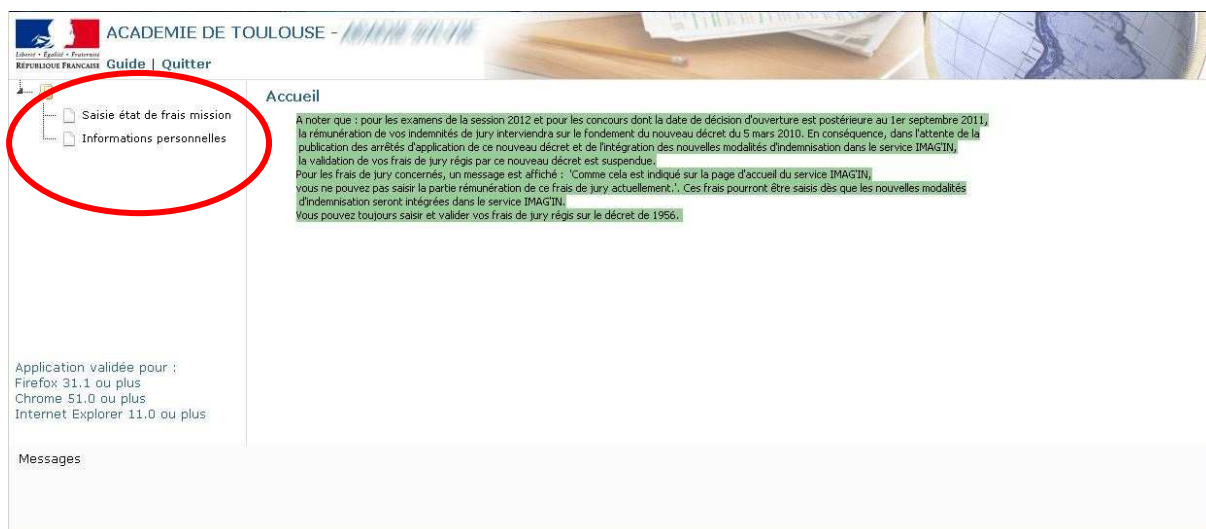 ACADEMIE DE TOULOUSE -
Liberté • Égalité • Fraternité
RÉPUBLIQUE FRANÇAISE
Guide | Quitter
Saisie état de frais mission
Informations personnelles
Accueil
A noter que : pour les examens de la session 2012 et pour les concours dont la date de décision d'ouverture est postérieure au 1er septembre 2011,
la rémunération de vos indemnités de jury interviendra sur le fondement du nouveau décret du 5 mars 2010. En conséquence, dans l'attente de la
publication des arrêtés d'application de ce nouveau décret et de l'intégration des nouvelles modalités d'indemnisation dans le service IMAG'IN,
la validation de vos frais de jury régis par ce nouveau décret est suspendue.
Pour les frais de jury concernés, un message est affiché : 'Comme cela est indiqué sur la page d'accueil du service IMAG'IN,
vous ne pouvez pas saisir la partie rémunération de ce frais de jury actuellement.'. Ces frais pourront être saisis dès que les nouvelles modalités
d'indemnisation seront intégrées dans le service IMAG'IN.
Vous pouvez toujours saisir et valider vos frais de jury régis sur le décret de 1956.
Application validée pour :
Firefox 31.1 ou plus
Chrome 51.0 ou plus
Internet Explorer 11.0 ou plus
Messages